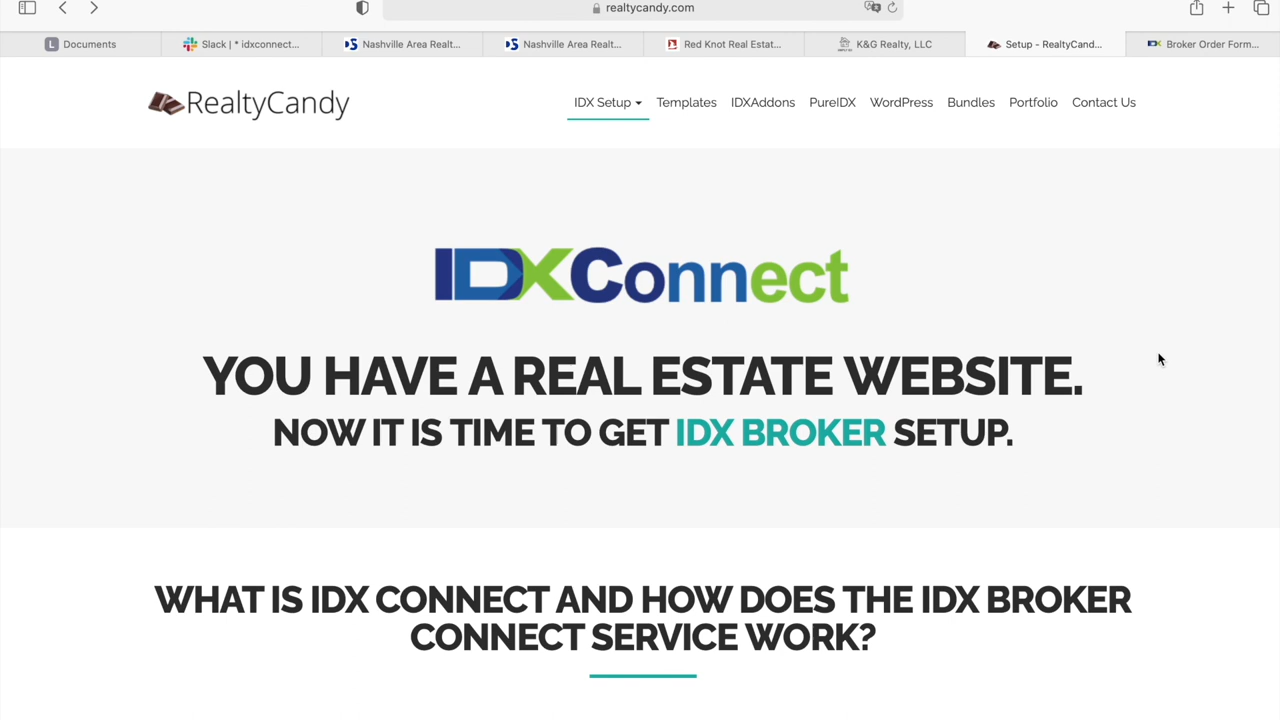 realtycandy.com
Documents
Slack | * idxconnect...
Nashville Area Realt...
Nashville Area Realt...
Red Knot Real Estat...
K&G Realty, LLC
Setup - RealtyCand...
Broker Order Form...
RealtyCandy
IDX Setup
Templates
IDXAddons
PureIDX
WordPress
Bundles
Portfolio
Contact Us
IDXConnect
YOU HAVE A REAL ESTATE WEBSITE.
NOW IT IS TIME TO GET IDX BROKER SETUP.
WHAT IS IDX CONNECT AND HOW DOES THE IDX BROKER
CONNECT SERVICE WORK?